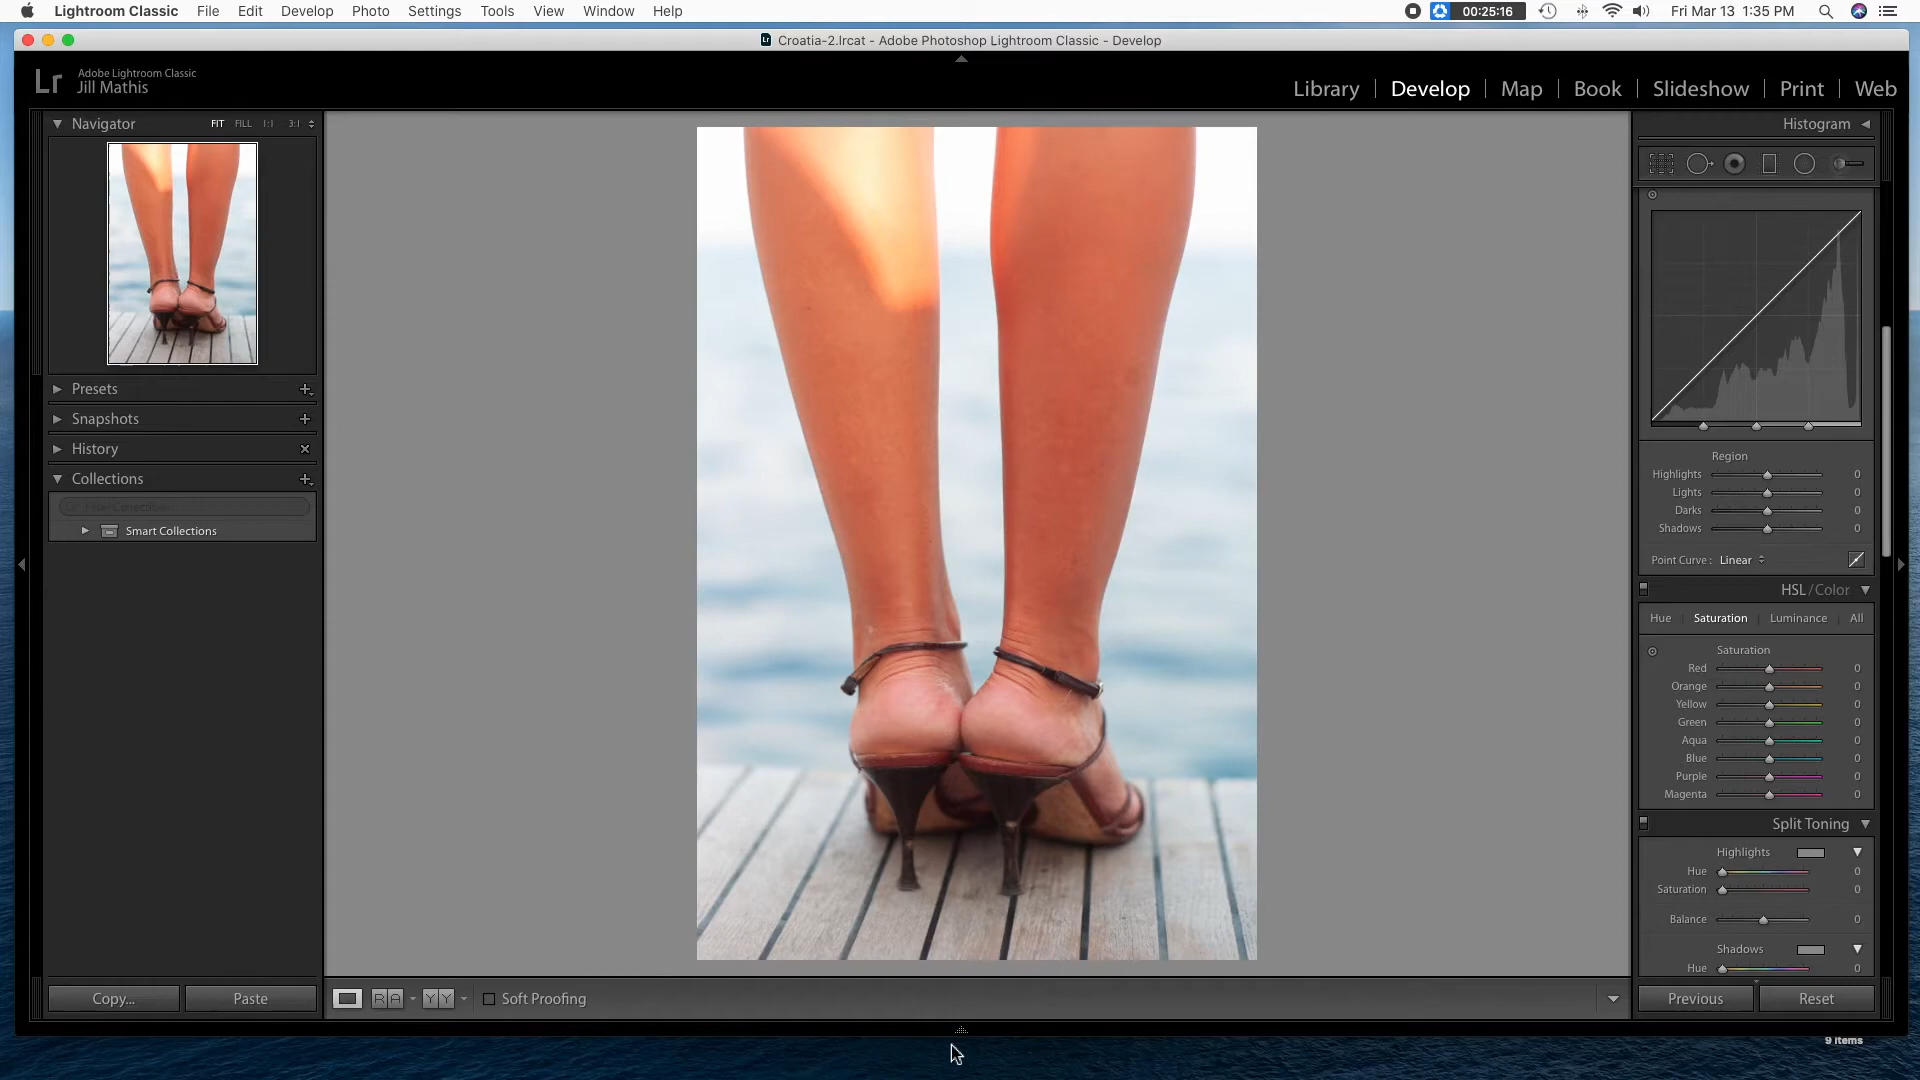 Lightroom Classic File Edit Develop Photo Settings Tools View Window Help 00:25:16 Fri Mar 13 1:35 PM
Lr Croatia-2.lrcat - Adobe Photoshop Lightroom Classic - Develop
Lr Adobe Lightroom Classic
Jill Mathis
Library | Develop | Map | Book | Slideshow | Print | Web
Navigator FIT FILL 1:1 3:1
Presets
Snapshots
History
Collections
Smart Collections
Copy... Paste
R A Y Y Soft Proofing
Histogram
Region
Highlights 0
Lights 0
Darks 0
Shadows 0
Point Curve : Linear
HSL / Color
Hue | Saturation | Luminance | All
Saturation
Red 0
Orange 0
Yellow 0
Green 0
Aqua 0
Blue 0
Purple 0
Magenta 0
Split Toning
Highlights
Hue 0
Saturation 0
Balance 0
Shadows
Hue 0
Previous Reset
9 items